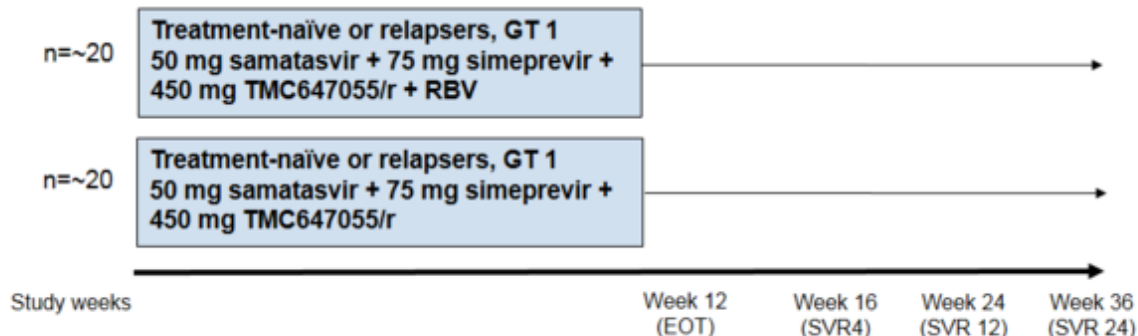 n=~20
Treatment-naïve or relapsers, GT 1
50 mg samatasvir + 75 mg simeprevir +
450 mg TMC647055/r + RBV
n=~20
Treatment-naïve or relapsers, GT 1
50 mg samatasvir + 75 mg simeprevir +
450 mg TMC647055/r
Study weeks
Week 12
(EOT)
Week 16
(SVR4)
Week 24
(SVR 12)
Week 36
(SVR 24)